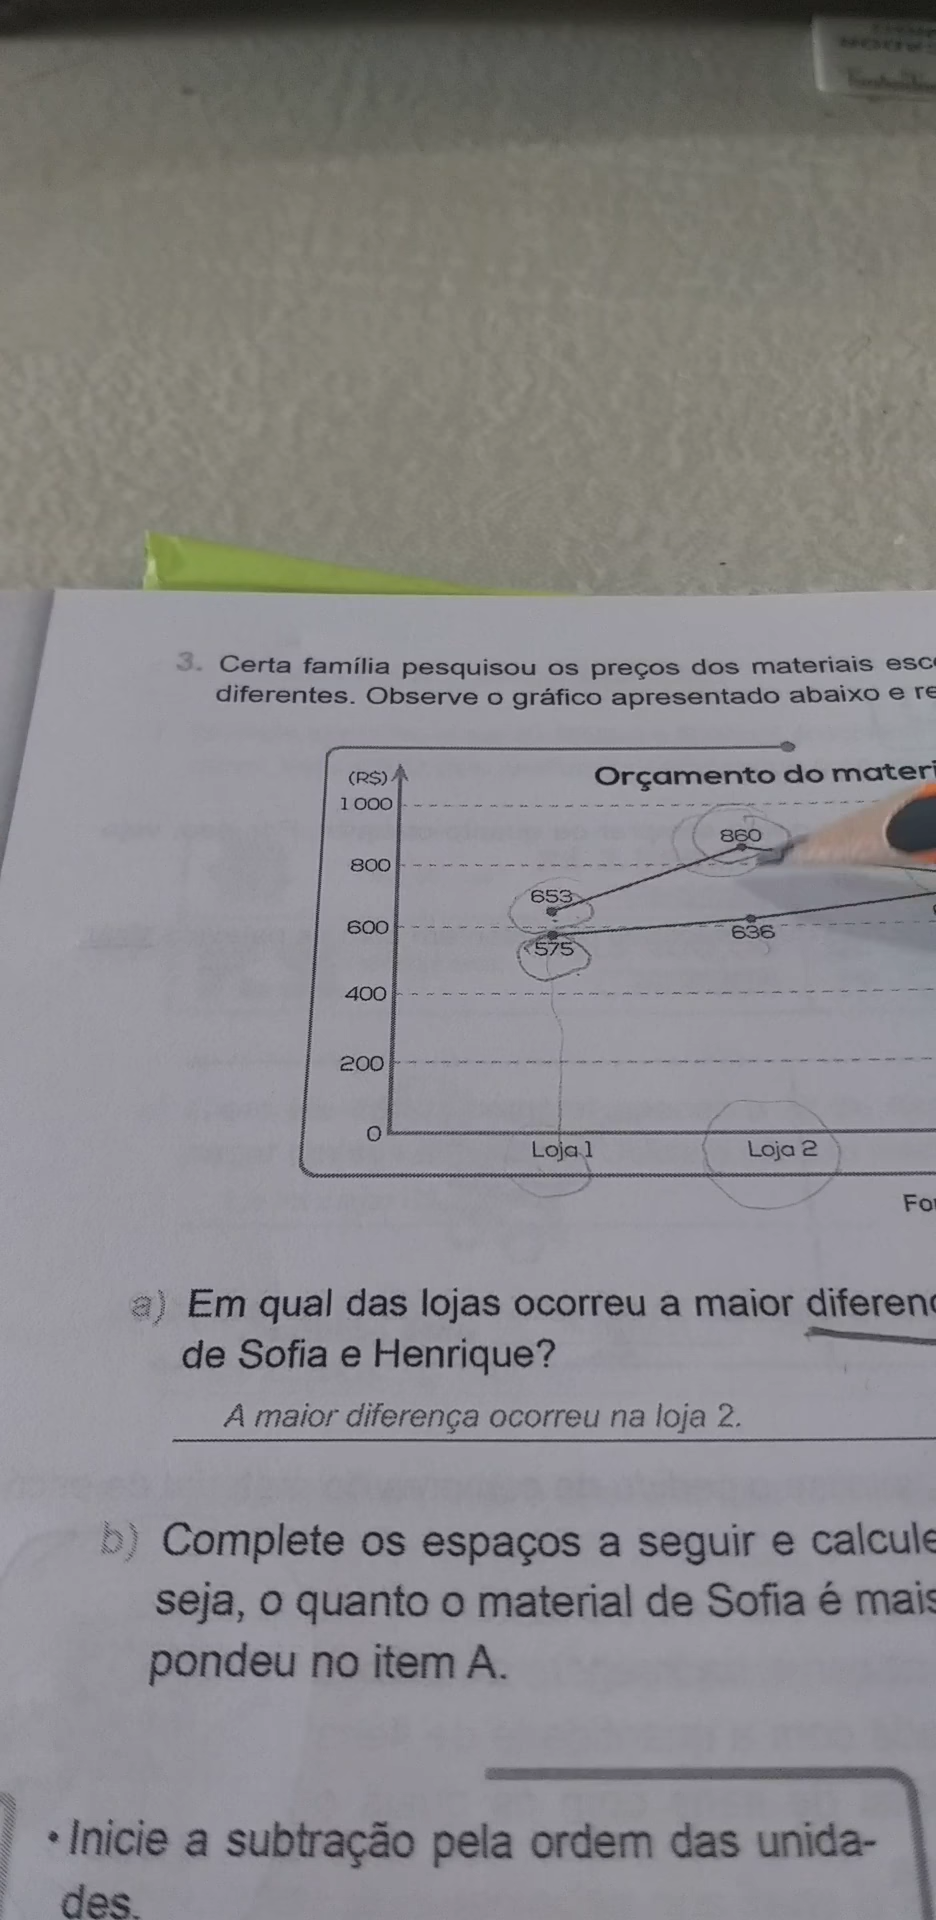 3. Certa família pesquisou os preços dos materiais esc
diferentes. Observe o gráfico apresentado abaixo e re
(R$)
Orçamento do materi
1 000
860
800
653
600
636
575
400
200
0
Loja 1
Loja 2
For
a) Em qual das lojas ocorreu a maior diferenç
de Sofia e Henrique?
A maior diferença ocorreu na loja 2.
b) Complete os espaços a seguir e calcule
seja, o quanto o material de Sofia é mais
pondeu no item A.
• Inicie a subtração pela ordem das unida-
des.